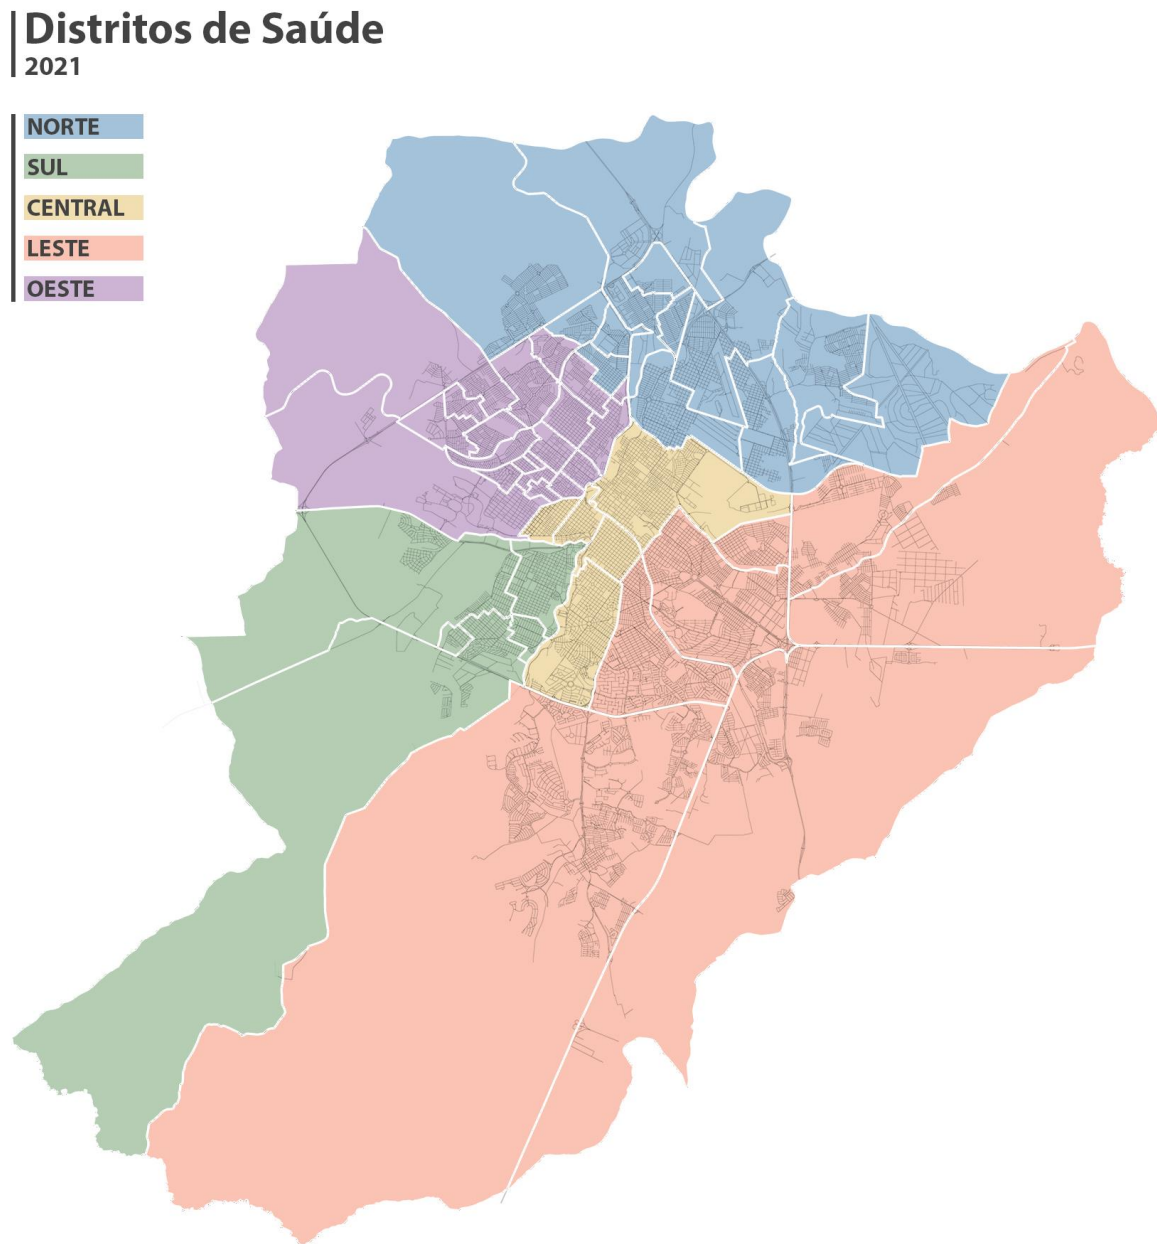 Distritos de Saúde
2021
NORTE
SUL
CENTRAL
LESTE
OESTE